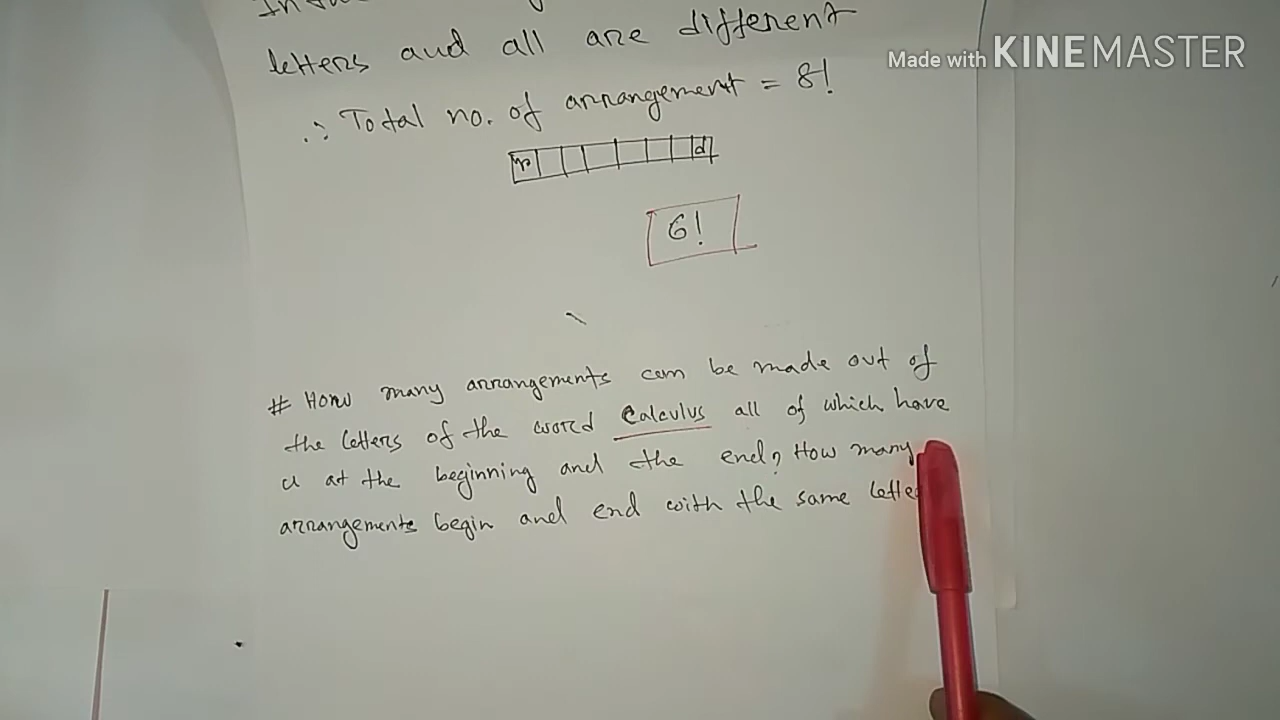 letters and all are different
Made with KINEMASTER
∴ Total no. of arrangement = 8!
d
6!
# How many arrangements can be made out of
the letters of the word Calculus all of which have
u at the beginning and the end? How many
arrangements begin and end with the same